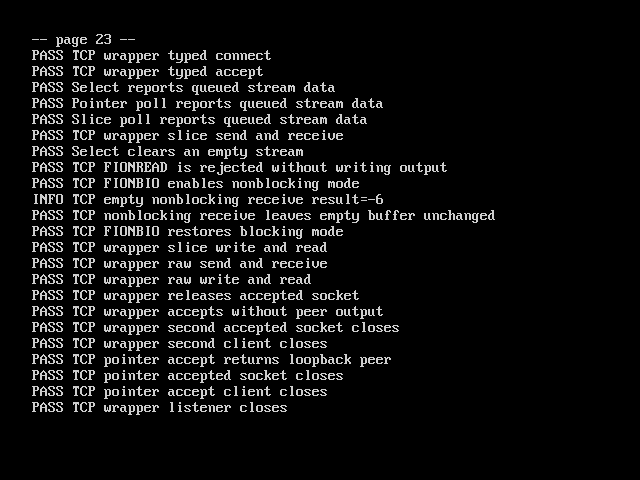 -- page 23 --
PASS TCP wrapper typed connect
PASS TCP wrapper typed accept
PASS Select reports queued stream data
PASS Pointer poll reports queued stream data
PASS Slice poll reports queued stream data
PASS TCP wrapper slice send and receive
PASS Select clears an empty stream
PASS TCP FIONREAD is rejected without writing output
PASS TCP FIONBIO enables nonblocking mode
INFO TCP empty nonblocking receive result=-6
PASS TCP nonblocking receive leaves empty buffer unchanged
PASS TCP FIONBIO restores blocking mode
PASS TCP wrapper slice write and read
PASS TCP wrapper raw send and receive
PASS TCP wrapper raw write and read
PASS TCP wrapper releases accepted socket
PASS TCP wrapper accepts without peer output
PASS TCP wrapper second accepted socket closes
PASS TCP wrapper second client closes
PASS TCP pointer accept returns loopback peer
PASS TCP pointer accepted socket closes
PASS TCP pointer accept client closes
PASS TCP wrapper listener closes